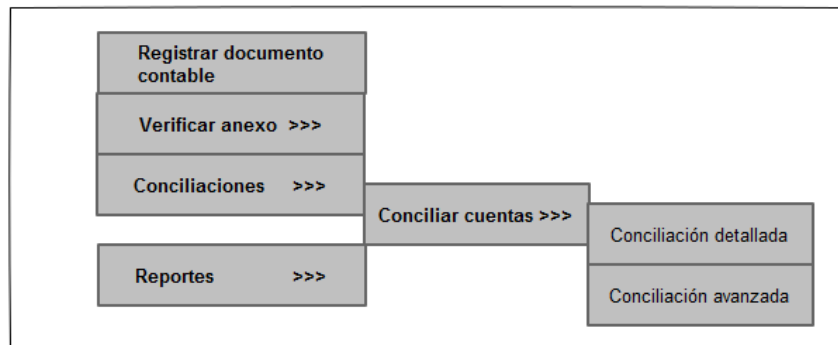 Registrar documento
contable
Verificar anexo >>>
Conciliaciones >>>
Conciliar cuentas >>>
Conciliación detallada
Reportes >>>
Conciliación avanzada